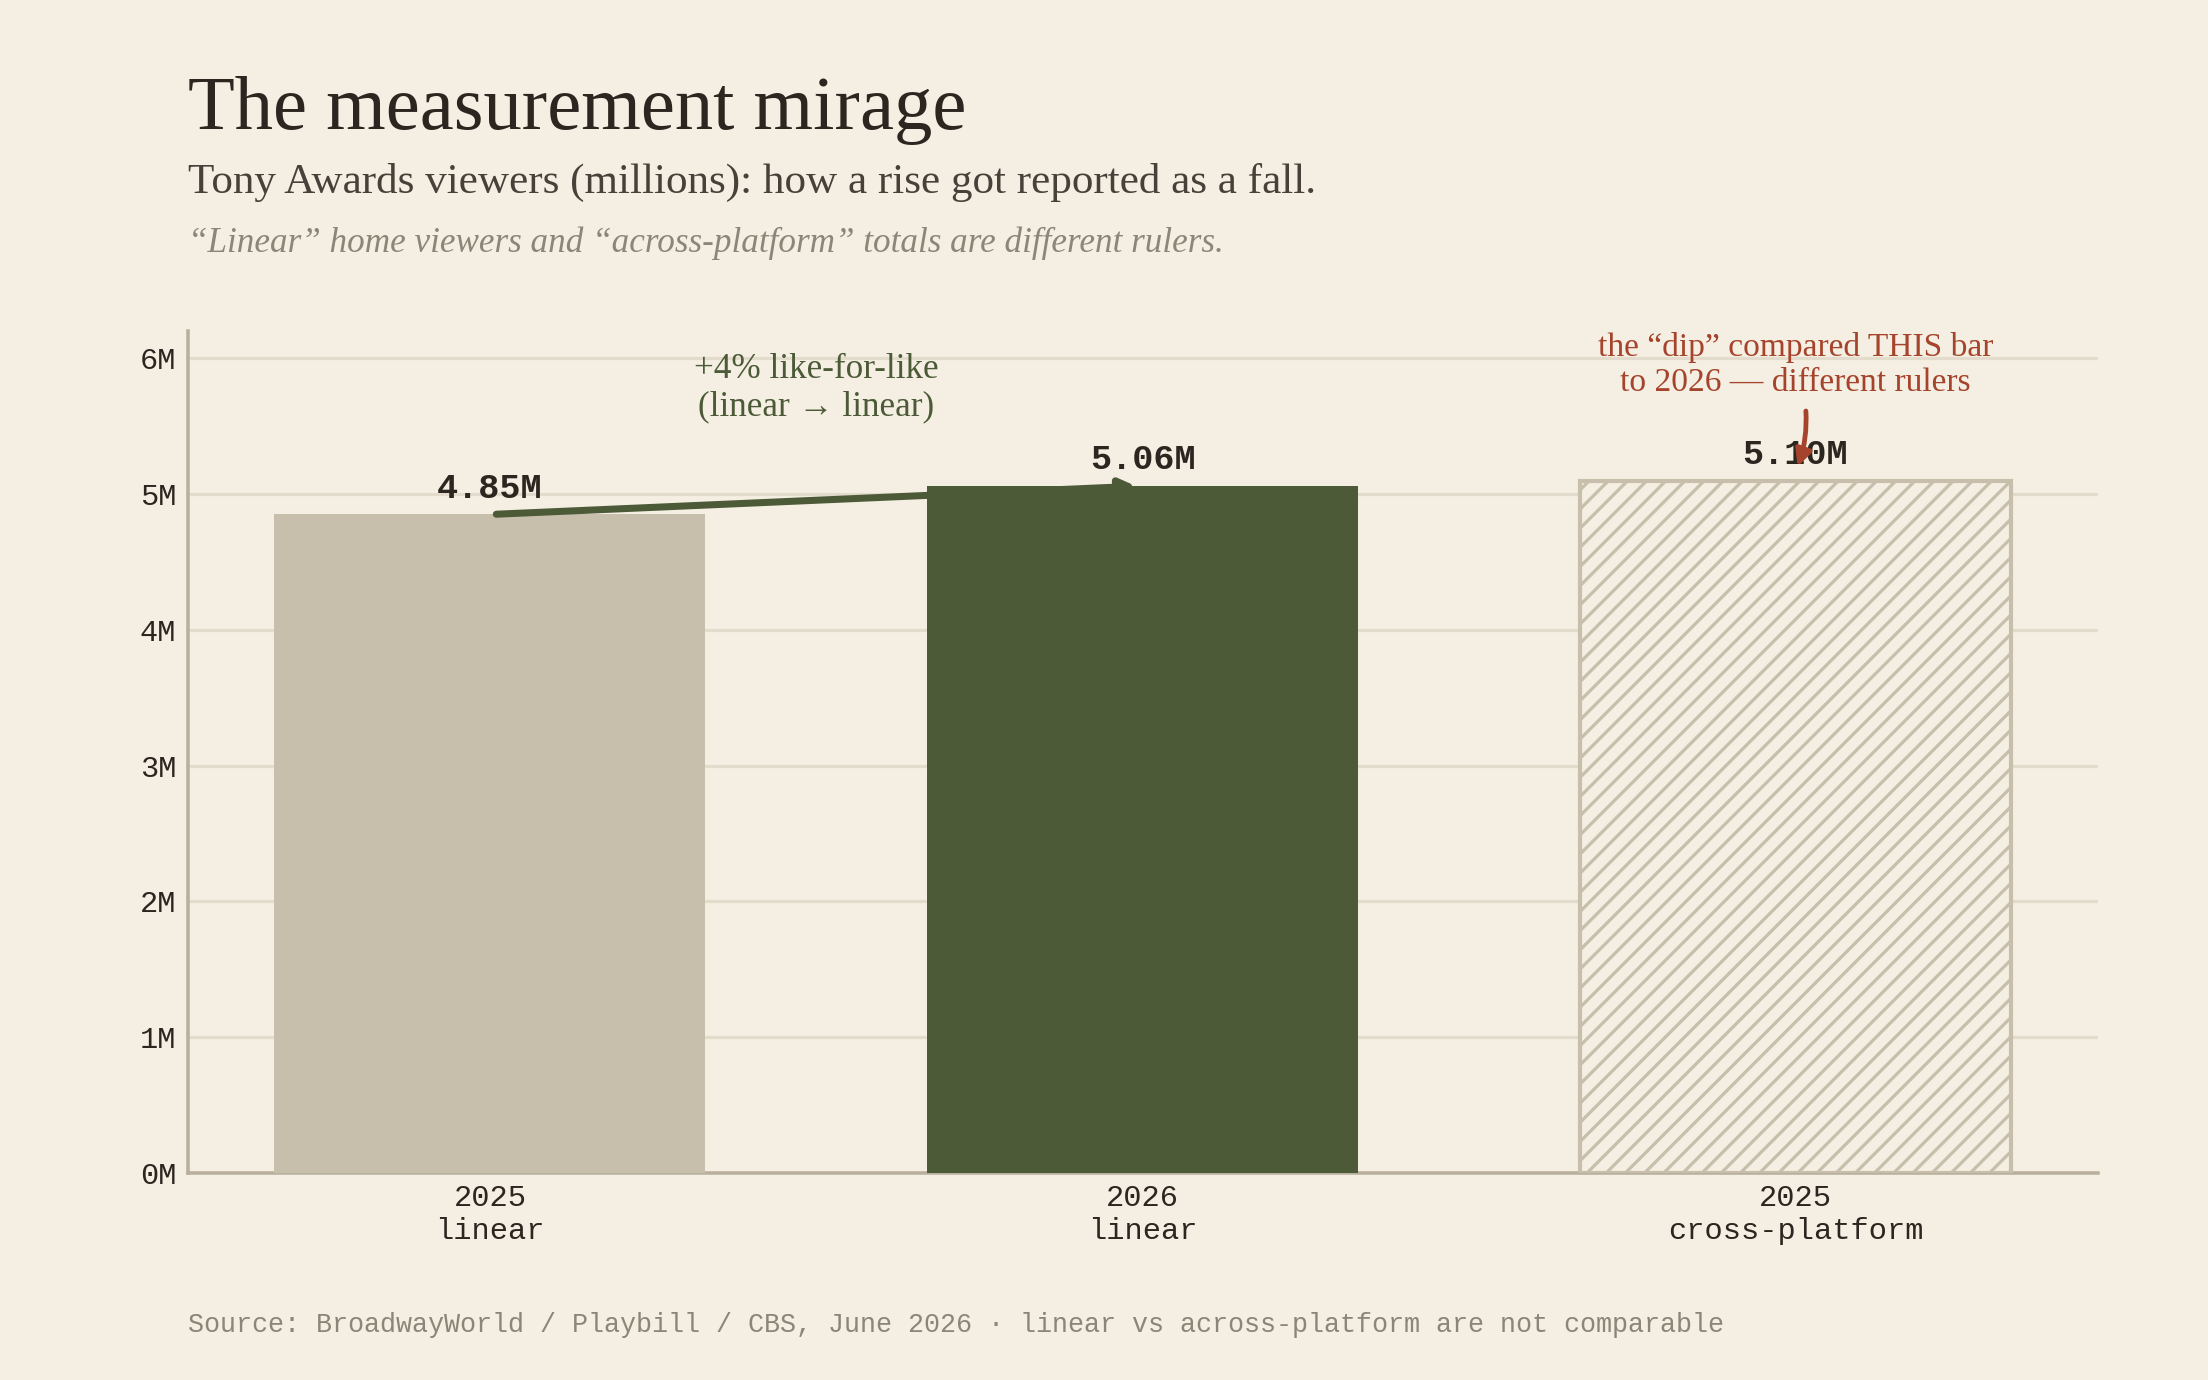 The measurement mirage
Tony Awards viewers (millions): how a rise got reported as a fall.
“Linear” home viewers and “across-platform” totals are different rulers.
the “dip” compared THIS bar
to 2026 — different rulers
+4% like-for-like
(linear → linear)
4.85M
5.06M
5.10M
6M
5M
4M
3M
2M
1M
0M
2025
linear
2026
linear
2025
cross-platform
Source: BroadwayWorld / Playbill / CBS, June 2026 · linear vs across-platform are not comparable